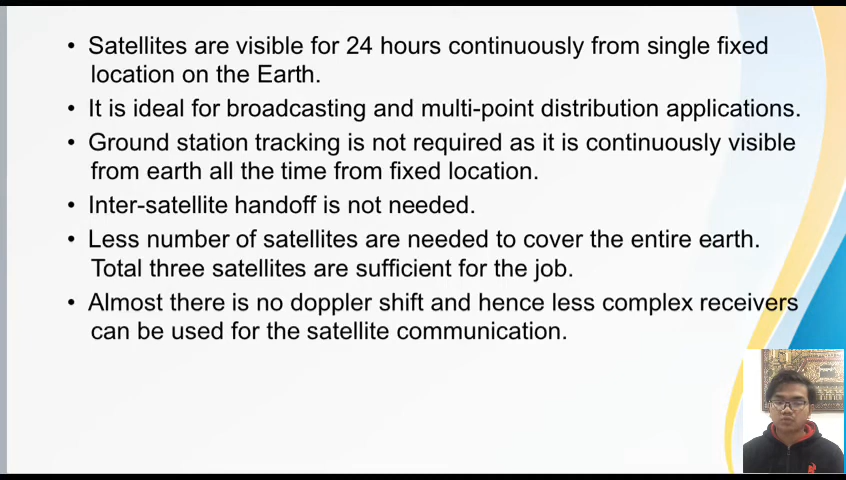 • Satellites are visible for 24 hours continuously from single fixed
location on the Earth.
• It is ideal for broadcasting and multi-point distribution applications.
• Ground station tracking is not required as it is continuously visible
from earth all the time from fixed location.
• Inter-satellite handoff is not needed.
• Less number of satellites are needed to cover the entire earth.
Total three satellites are sufficient for the job.
• Almost there is no doppler shift and hence less complex receivers
can be used for the satellite communication.